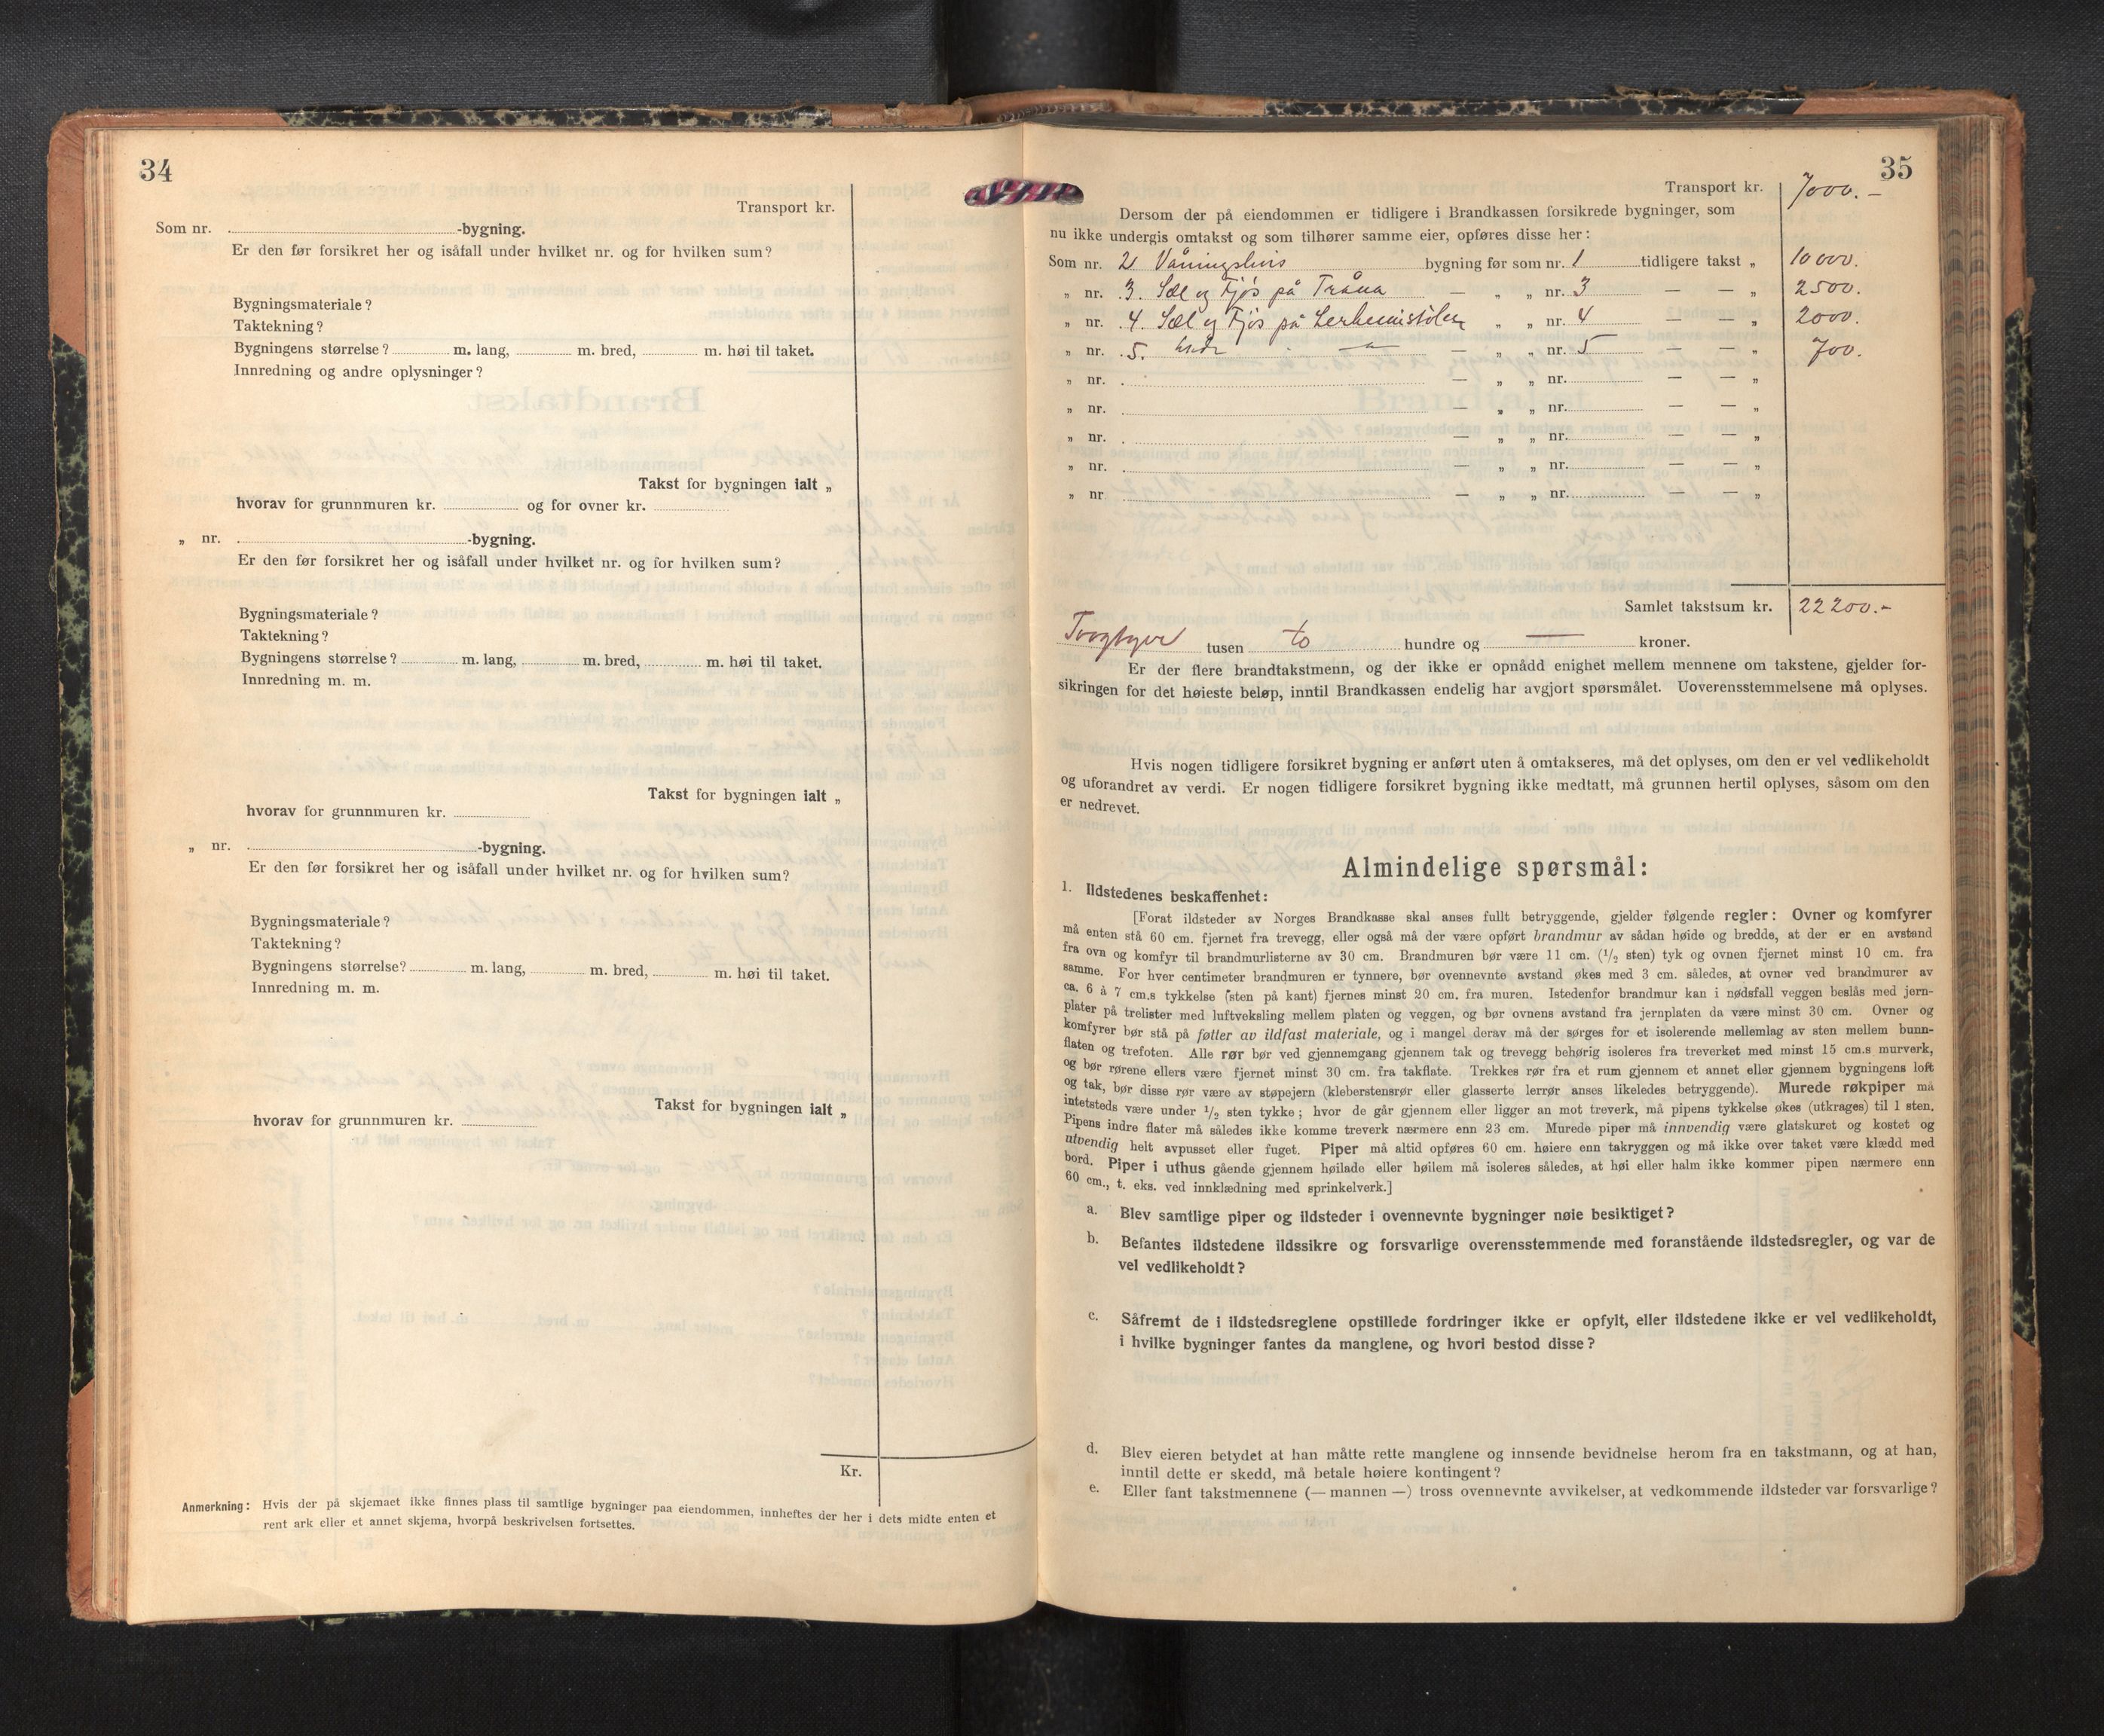 34
Transport kr.
Som nr. -bygning.
Er den før forsikret her og isåfall under hvilket nr. og for hvilken sum?
Bygningsmateriale?
Taktekning?
Bygningens størrelse? m. lang, m. bred, m. høi til taket.
Innredning og andre oplysninger?
Takst for bygningen ialt „
hvorav for grunnmuren kr. og for ovner kr.
„ nr. -bygning.
Er den før forsikret her og isåfall under hvilket nr. og for hvilken sum?
Bygningsmateriale?
Taktekning?
Bygningens størrelse? m. lang, m. bred, m. høi til taket.
Innredning m. m.
Takst for bygningen ialt „
hvorav for grunnmuren kr.
„ nr. -bygning.
Er den før forsikret her og isåfall under hvilket nr. og for hvilken sum?
Bygningsmateriale?
Taktekning?
Bygningens størrelse? m. lang, m. bred, m. høi til taket.
Innredning m. m.
Takst for bygningen ialt „
hvorav for grunnmuren kr.
Kr.
Anmerkning: Hvis der på skjemaet ikke finnes plass til samtlige bygninger paa eiendommen, innheftes der her i dets midte enten et
rent ark eller et annet skjema, hvorpå beskrivelsen fortsettes.
35
Transport kr. 7000.-
Dersom der på eiendommen er tidligere i Brandkassen forsikrede bygninger, som
nu ikke undergis omtakst og som tilhører samme eier, opføres disse her:
Som nr. 2 Våningshus bygning før som nr. 1 tidligere takst „ 10000.
„ nr. 3. Sæl og Fjøs på Tråna — „ „ nr. 3 — — „ 2500.
„ nr. 4. Sæl og Fjøs på „ „ nr. 4 — — „ 2000.
„ nr. 5. — „ — „ „ nr. 5 — — „ 700.
„ nr. — „ „ nr. — — „
„ nr. — „ „ nr. — — „
„ nr. — „ „ nr. — — „
„ nr. — „ „ nr. — — „
„ nr. — „ „ nr. — — „
Samlet takstsum kr. 22200.-
tusen to hundre og — kroner.
Er der flere brandtakstmenn, og der ikke er opnådd enighet mellem mennene om takstene, gjelder for-
sikringen for det høieste beløp, inntil Brandkassen endelig har avgjort spørsmålet. Uoverensstemmelsene må oplyses.
Hvis nogen tidligere forsikret bygning er anført uten å omtakseres, må det oplyses, om den er vel vedlikeholdt
og uforandret av verdi. Er nogen tidligere forsikret bygning ikke medtatt, må grunnen hertil oplyses, såsom om den
er nedrevet.
Almindelige spørsmål:
1. Ildstedenes beskaffenhet:
[Forat ildsteder av Norges Brandkasse skal anses fullt betryggende, gjelder følgende regler: Ovner og komfyrer
må enten stå 60 cm. fjernet fra trevegg, eller også må der være opført brandmur av sådan høide og bredde, at der er en avstand
fra ovn og komfyr til brandmurlisterne av 30 cm. Brandmuren bør være 11 cm. (1/2 sten) tyk og ovnen fjernet minst 10 cm. fra
samme. For hver centimeter brandmuren er tynnere, bør ovennevnte avstand økes med 3 cm. således, at ovner ved brandmurer av
ca. 6 à 7 cm.s tykkelse (sten på kant) fjernes minst 20 cm. fra muren. Istedenfor brandmur kan i nødsfall veggen beslås med jern-
plater på trelister med luftveksling mellem platen og veggen, og bør ovnens avstand fra jernplaten da være minst 30 cm. Ovner og
komfyrer bør stå på føtter av ildfast materiale, og i mangel derav må der sørges for et isolerende mellemlag av sten mellem bunn-
flaten og trefoten. Alle rør bør ved gjennemgang gjennem tak og trevegg behørig isoleres fra treverket med minst 15 cm.s murverk,
og bør rørene ellers være fjernet minst 30 cm. fra takflate. Trekkes rør fra et rum gjennem et annet eller gjennem bygningens loft
og tak, bør disse rør være av støpejern (kleberstensrør eller glasserte lerrør anses likeledes betryggende). Murede røkpiper må
intetsteds være under 1/2 sten tykke; hvor de går gjennem eller ligger an mot treverk, må pipens tykkelse økes (utkrages) til 1 sten.
Pipens indre flater må således ikke komme treverk nærmere enn 23 cm. Murede piper må innvendig være glatskuret og kostet og
utvendig helt avpusset eller fuget. Piper må altid opføres 60 cm. høiere enn takryggen og må ikke over taket være klædd med
bord. Piper i uthus gående gjennem høilade eller høilem må isoleres således, at høi eller halm ikke kommer pipen nærmere enn
60 cm., t. eks. ved innklædning med sprinkelverk.]
a. Blev samtlige piper og ildsteder i ovennevnte bygninger nøie besiktiget?
b. Befantes ildstedene ildssikre og forsvarlige overensstemmende med foranstående ildstedsregler, og var de
vel vedlikeholdt?
c. Såfremt de i ildstedsreglene opstillede fordringer ikke er opfylt, eller ildstedene ikke er vel vedlikeholdt,
i hvilke bygninger fantes da manglene, og hvori bestod disse?
d. Blev eieren betydet at han måtte rette manglene og innsende bevidnelse herom fra en takstmann, og at han,
inntil dette er skedd, må betale høiere kontingent?
e. Eller fant takstmennene (— mannen —) tross ovennevnte avvikelser, at vedkommende ildsteder var forsvarlige?